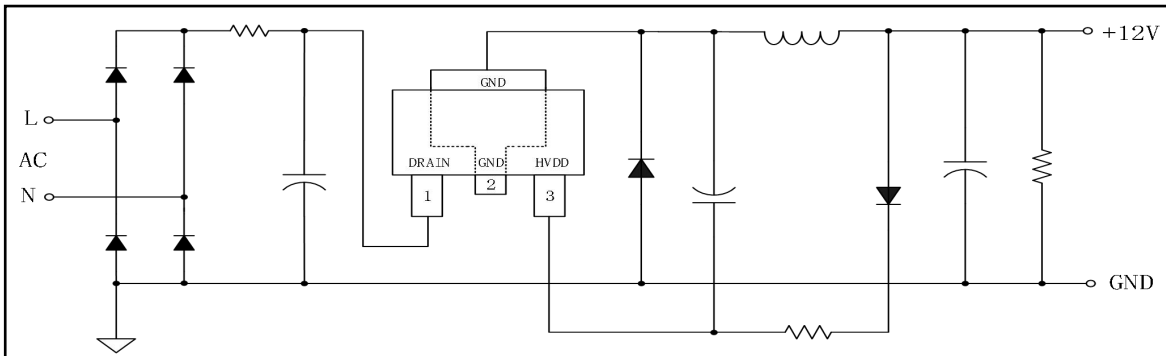 +12V
GND
L
DRAIN GND HVDD
AC
1 2 3
N
GND